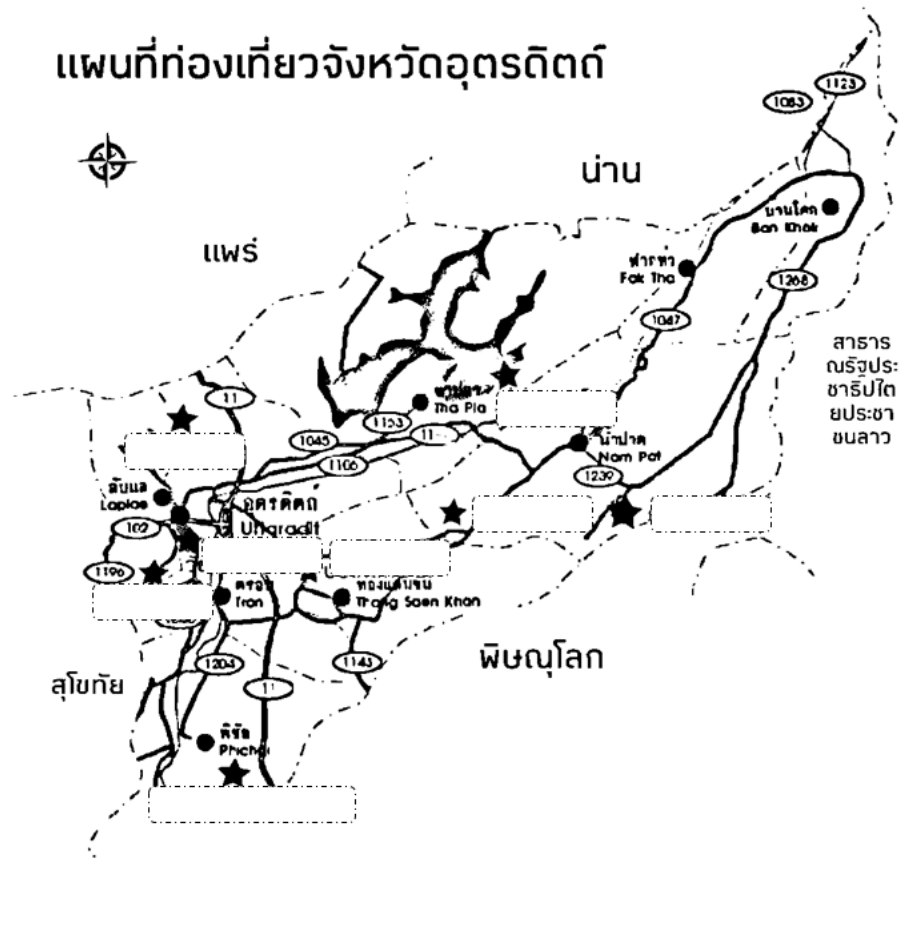 แผนที่ท่องเที่ยวจังหวัดอุตรดิตถ์
1123
1083
น่าน
บ้านโคก
Ban Khok
แพร่
ฟากท่า
Fak Tha
1268
1047
สาธาร
ณรัฐประ
ชาธิปไต
ยประชา
ชนลาว
11
Tha Pla
1153
1045
1106
น้ำปาด
Nam Pat
1239
ลับแล
Laplae
อุตรดิตถ์
Uttaradit
102
1196
ตรอน
Tron
ทองแสนขัน
Thong Saen Khan
พิษณุโลก
1204
1143
สุโขทัย
11
พิชัย
Phichai